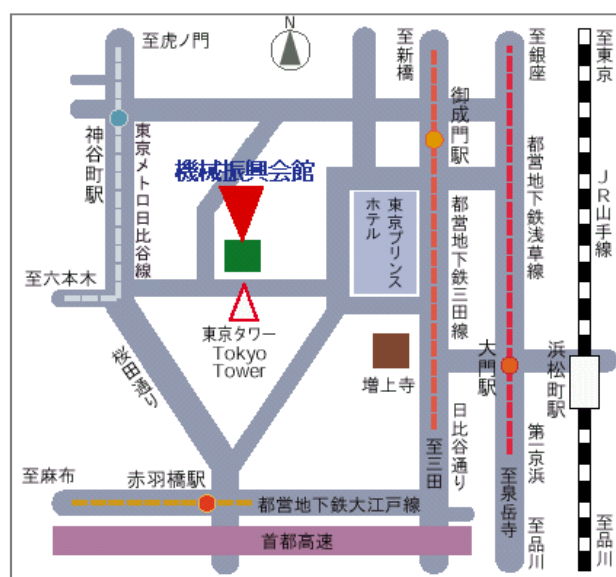 至虎ノ門
N
至新橋
至銀座
至東京
神谷町駅
東京メトロ日比谷線
機械振興会館
御成門駅
都営地下鉄浅草線
JR山手線
東京プリンス
ホテル
都営地下鉄三田線
至六本木
東京タワー
Tokyo
Tower
桜田通り
増上寺
大門駅
浜松町駅
日比谷通り
至三田
第一京浜
至泉岳寺
至品川
至麻布
赤羽橋駅
都営地下鉄大江戸線
首都高速